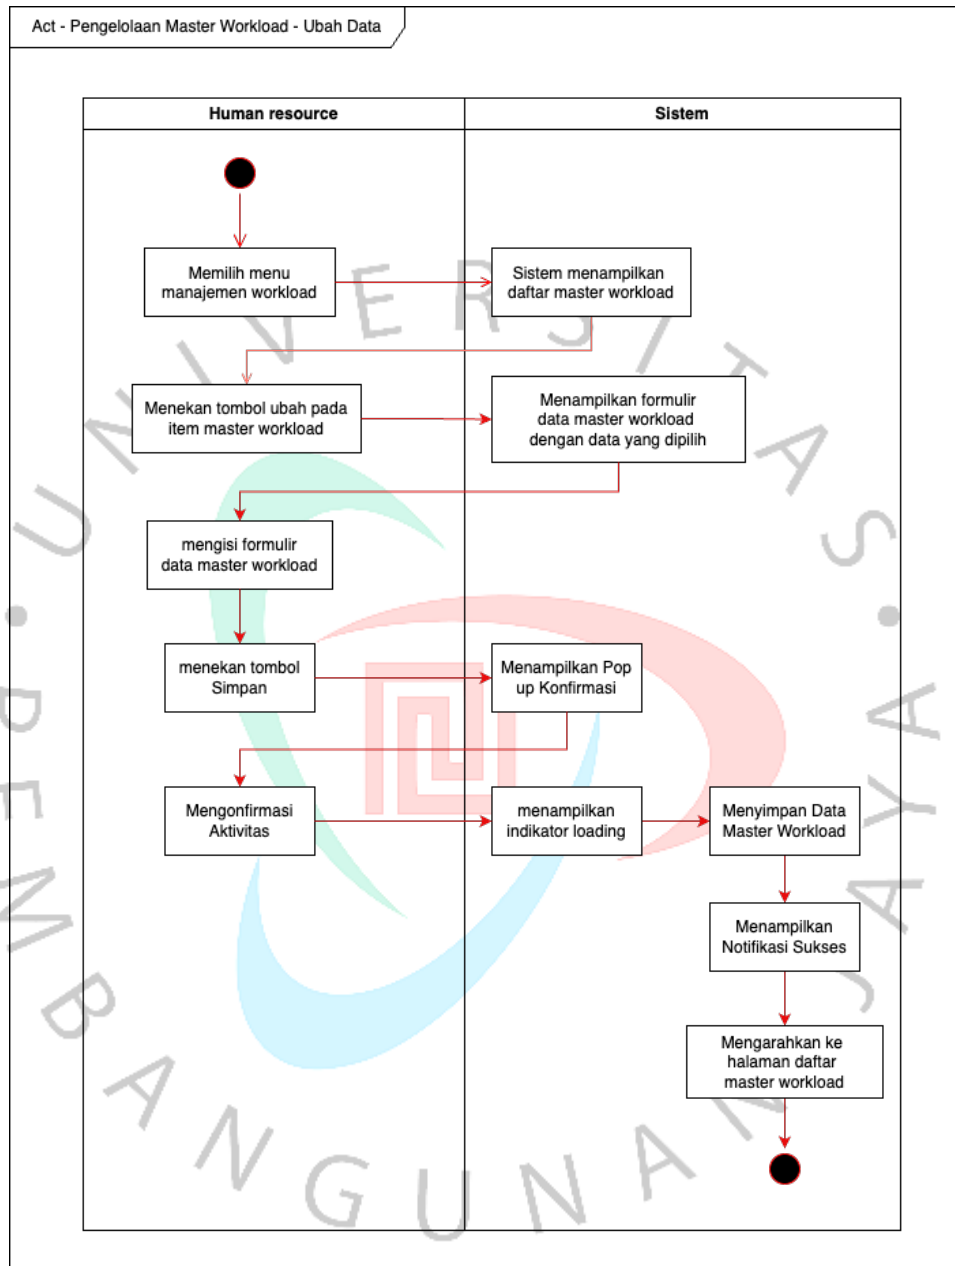 Act - Pengelolaan Master Workload - Ubah Data
Human resource
Sistem
Memilih menu
manajemen workload
Sistem menampilkan
daftar master workload
Menekan tombol ubah pada
item master workload
Menampilkan formulir
data master workload
dengan data yang dipilih
mengisi formulir
data master workload
menekan tombol
Simpan
Menampilkan Pop
up Konfirmasi
Mengonfirmasi
Aktivitas
menampilkan
indikator loading
Menyimpan Data
Master Workload
Menampilkan
Notifikasi Sukses
Mengarahkan ke
halaman daftar
master workload
UNIVERSITAS
PEMBANGUNAN JAYA